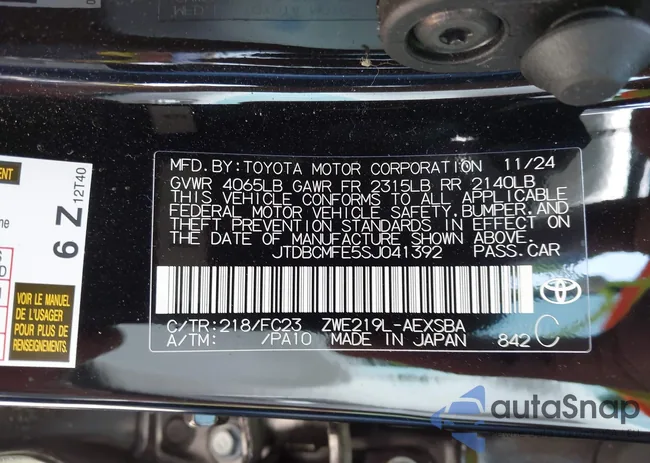 MFD.BY:TOYOTA MOTOR CORPORATION 11/24
GVWR 4065LB GAWR FR 2315LB RR 2140LB
THIS VEHICLE CONFORMS TO ALL APPLICABLE
FEDERAL MOTOR VEHICLE SAFETY,BUMPER,AND
THEFT PREVENTION STANDARDS IN EFFECT ON
THE DATE OF MANUFACTURE SHOWN ABOVE.
JTDBCMFE5SJ041392 PASS.CAR
C/TR:218/FC23 ZWE219L-AEXSBA
A/TM: /PA10 MADE IN JAPAN 842 C
6 Z 12T40
VOIR LE MANUEL
DE L'USAGER
POUR PLUS DE
RENSEIGNEMENTS.
autaSnap